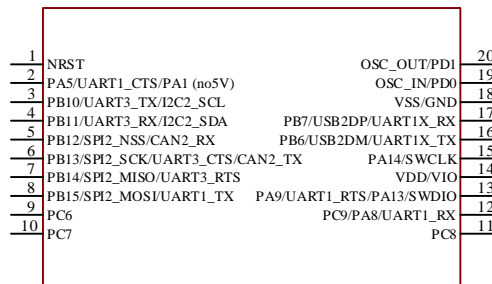 1 NRST
2 PA5/UART1_CTS/PA1 (no5V)
3 PB10/UART3_TX/I2C2_SCL
4 PB11/UART3_RX/I2C2_SDA
5 PB12/SPI2_NSS/CAN2_RX
6 PB13/SPI2_SCK/UART3_CTS/CAN2_TX
7 PB14/SPI2_MISO/UART3_RTS
8 PB15/SPI2_MOSI/UART1_TX
9 PC6
10 PC7
OSC_OUT/PD1 20
OSC_IN/PD0 19
VSS/GND 18
PB7/USB2DP/UART1X_RX 17
PB6/USB2DM/UART1X_TX 16
PA14/SWCLK 15
VDD/VIO 14
PA9/UART1_RTS/PA13/SWDIO 13
PC9/PA8/UART1_RX 12
PC8 11